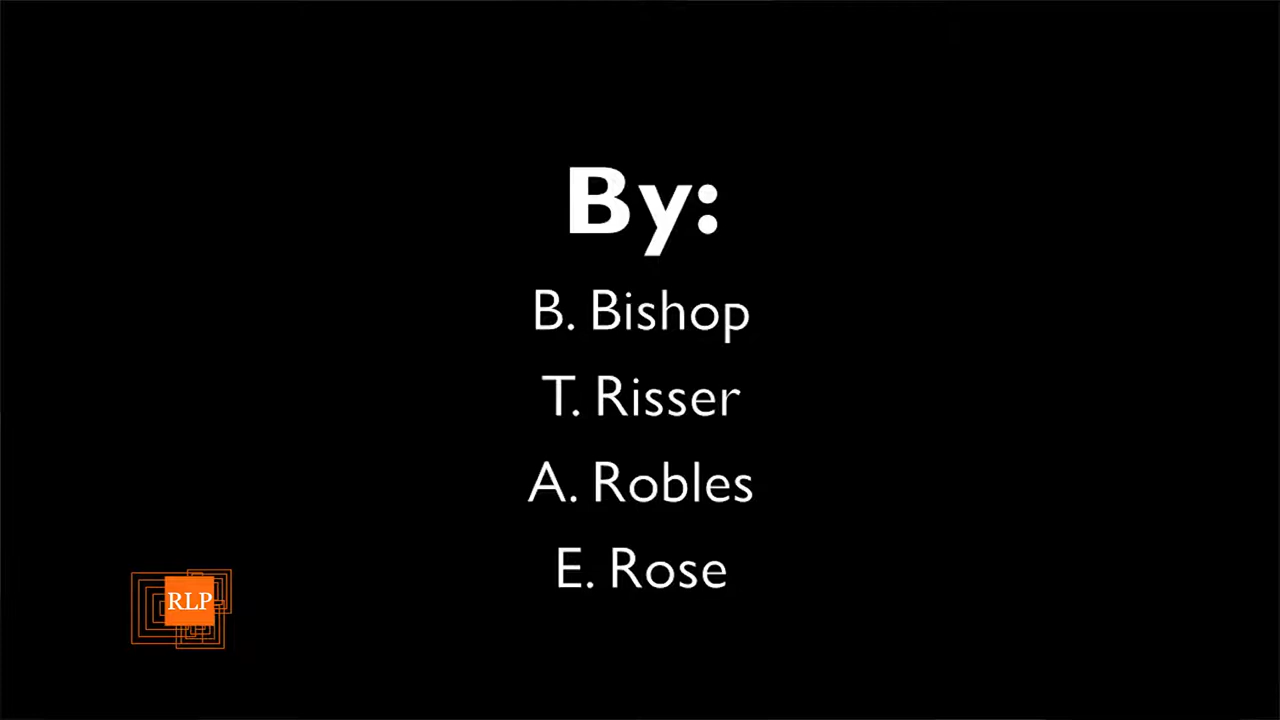 By:
B. Bishop
T. Risser
A. Robles
E. Rose
RLP